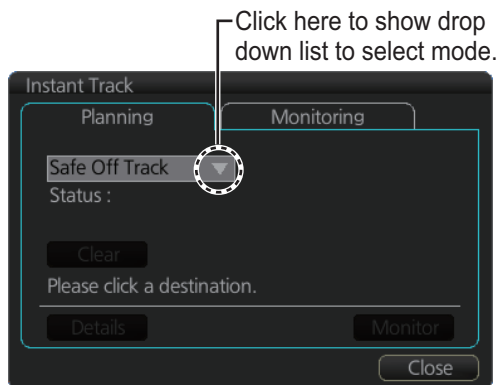 Click here to show drop
down list to select mode.
Instant Track
Planning
Monitoring
Safe Off Track
Status :
Clear
Please click a destination.
Details
Monitor
Close